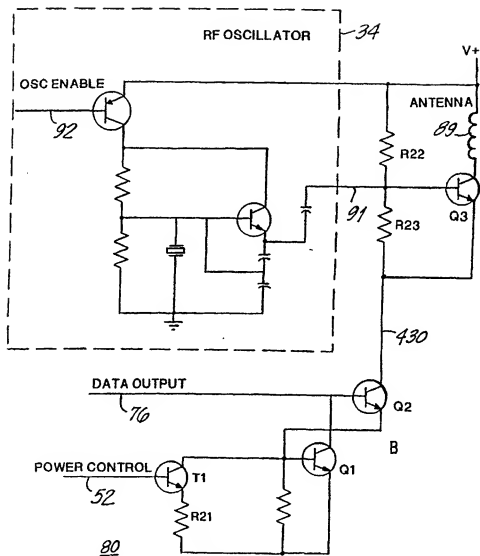 RF OSCILLATOR
34
V+
OSC ENABLE
92
ANTENNA
89
R22
91
Q3
R23
430
DATA OUTPUT
76
Q2
B
POWER CONTROL
52
T1
Q1
R21
80